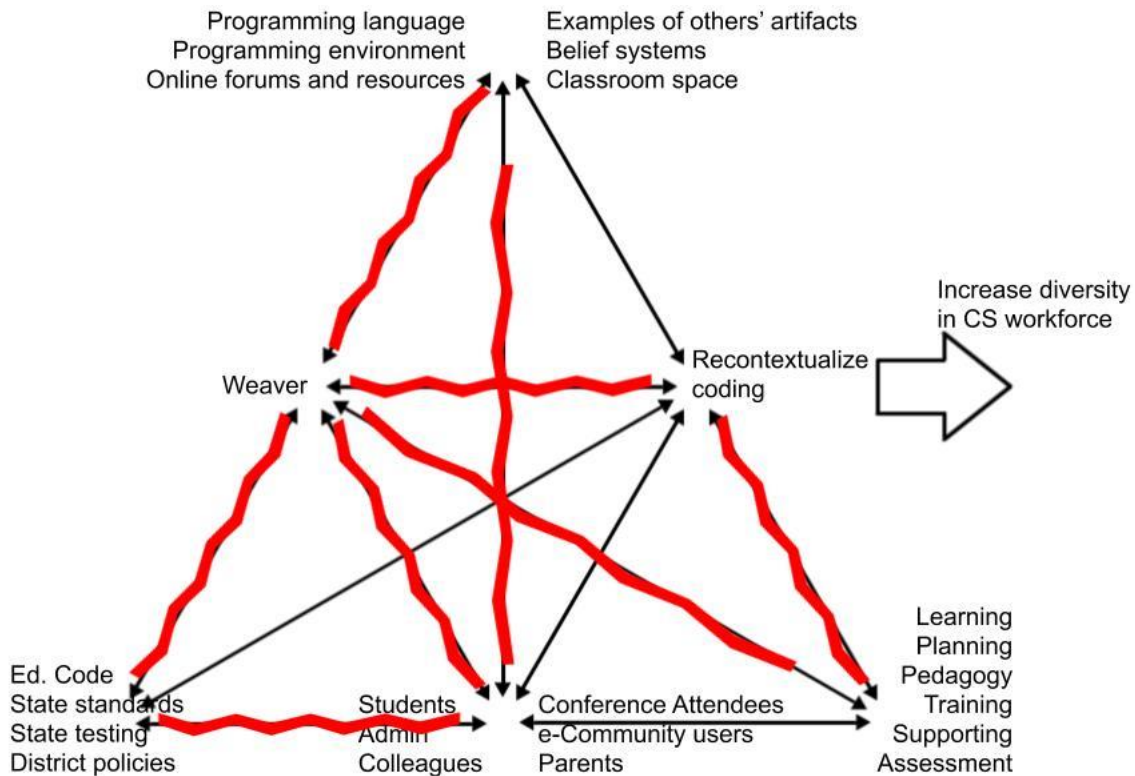 Programming language
Programming environment
Online forums and resources
Examples of others’ artifacts
Belief systems
Classroom space
Increase diversity
in CS workforce
Weaver
Recontextualize
coding
Ed. Code
State standards
State testing
District policies
Students
Admin
Colleagues
Conference Attendees
e-Community users
Parents
Learning
Planning
Pedagogy
Training
Supporting
Assessment